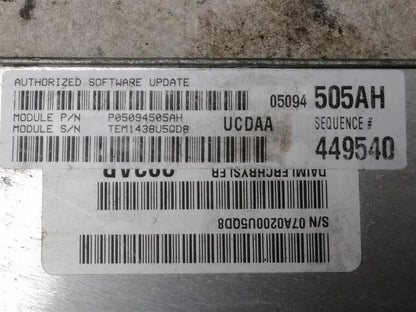 AUTHORIZED SOFTWARE UPDATE
05094 505AH
MODULE P/N P05094505AH
MODULE S/N TEM1438U5QD8
UCDAA
SEQUENCE #
449540
DAIMLERCHRYSLER
S/N 07A0200U5QD8